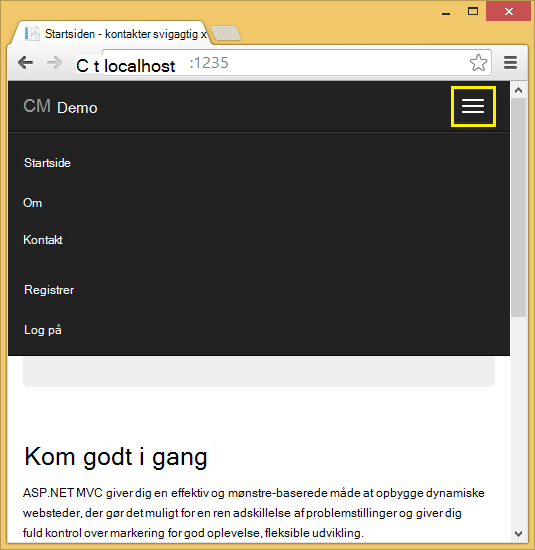 Startsiden - kontakter svigagtig x
C t localhost :1235
CM Demo
Startside
Om
Kontakt
Registrer
Log på
Kom godt i gang
ASP.NET MVC giver dig en effektiv og mønstre-baserede måde at opbygge dynamiske
websteder, der gør det muligt for en ren adskillelse af problemstillinger og giver dig
fuld kontrol over markering for god oplevelse, fleksible udvikling.